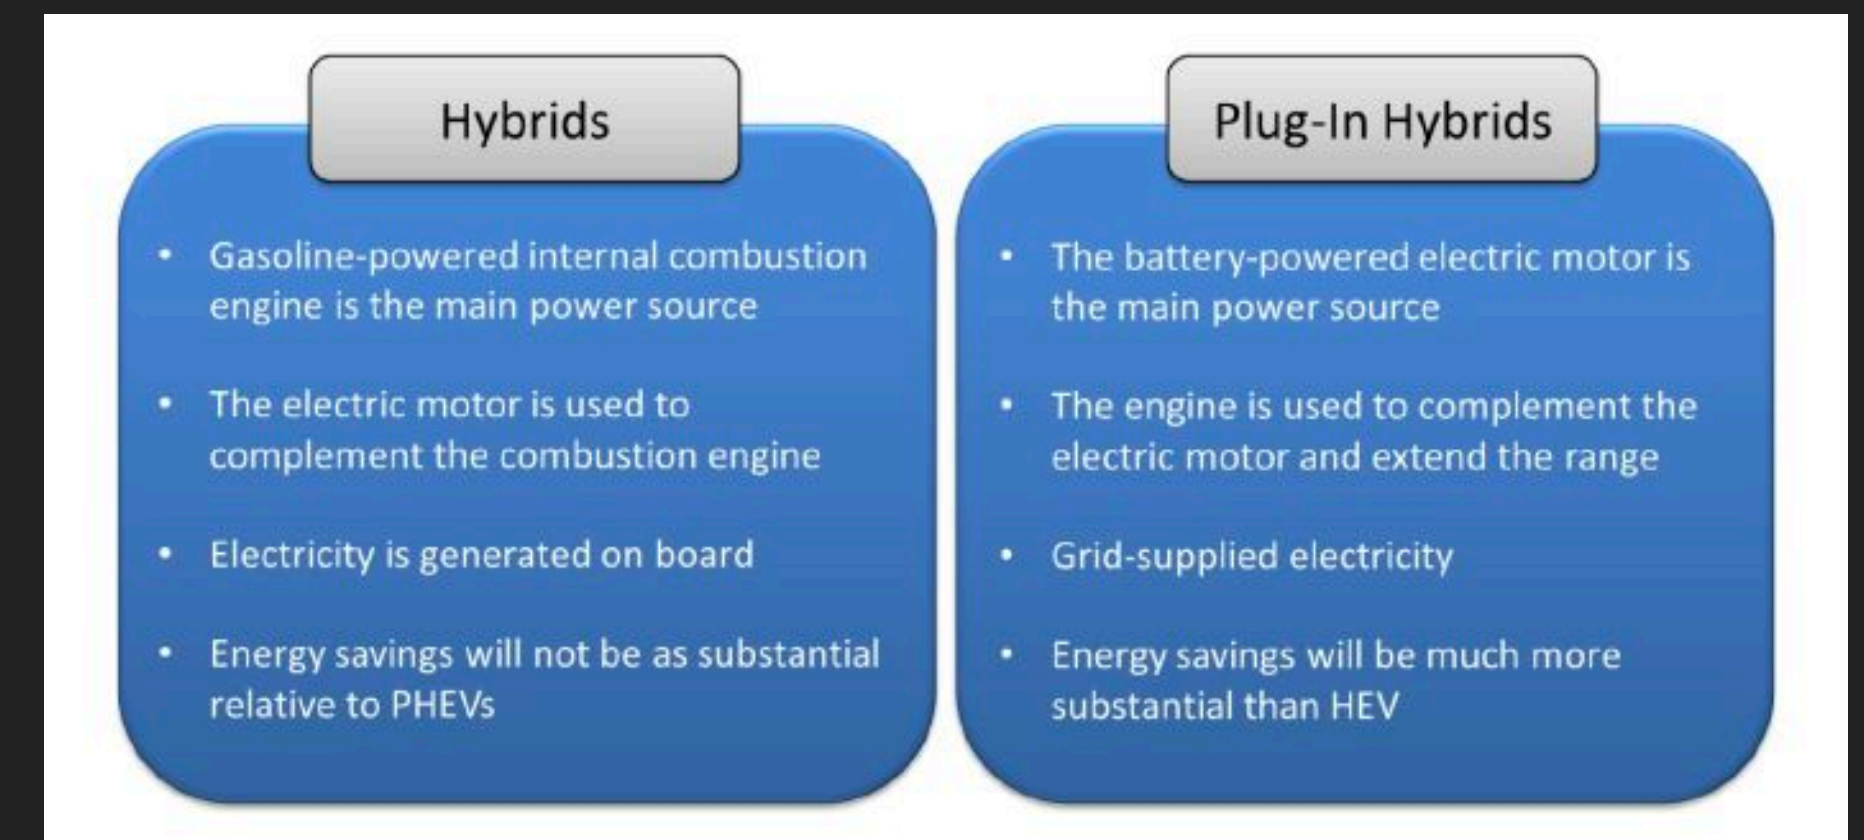 Hybrids
• Gasoline-powered internal combustion
engine is the main power source
• The electric motor is used to
complement the combustion engine
• Electricity is generated on board
• Energy savings will not be as substantial
relative to PHEVs
Plug-In Hybrids
• The battery-powered electric motor is
the main power source
• The engine is used to complement the
electric motor and extend the range
• Grid-supplied electricity
• Energy savings will be much more
substantial than HEV